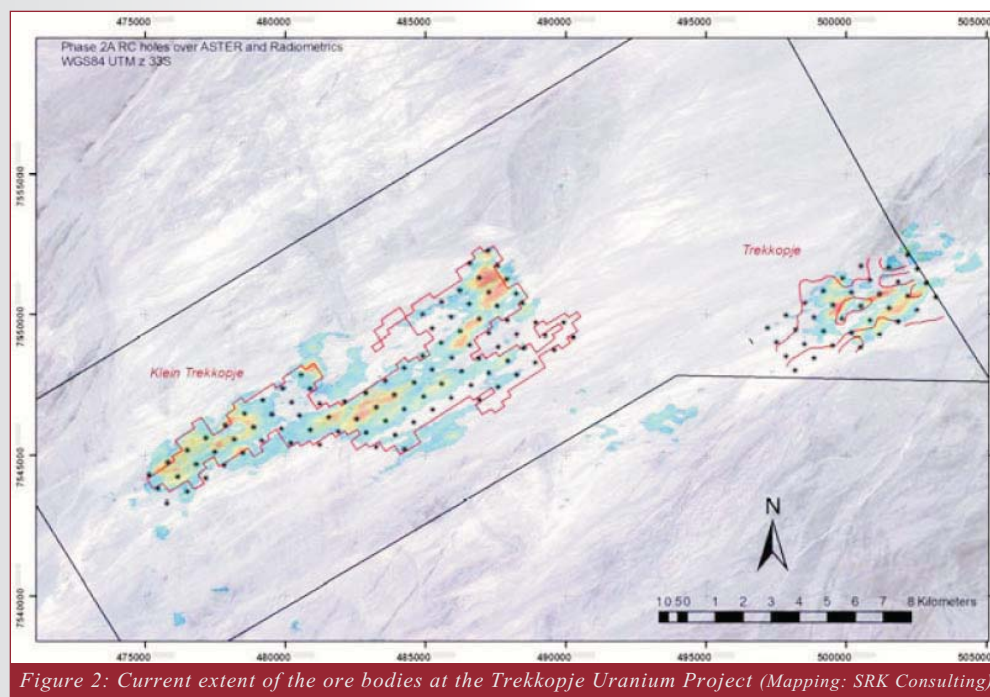 475000 480000 485000 490000 495000 500000 505000
Phase 2A RC holes over ASTER and Radiometrics
WGS84 UTM z 33S
7555000
Trekkopje
7550000
Klein Trekkopje
7545000
N
1 0 5 0 1 2 3 4 5 6 7 8 Kilometers
7540000
475000 480000 485000 490000 495000 500000 505000
Figure 2: Current extent of the ore bodies at the Trekkopje Uranium Project (Mapping: SRK Consulting)